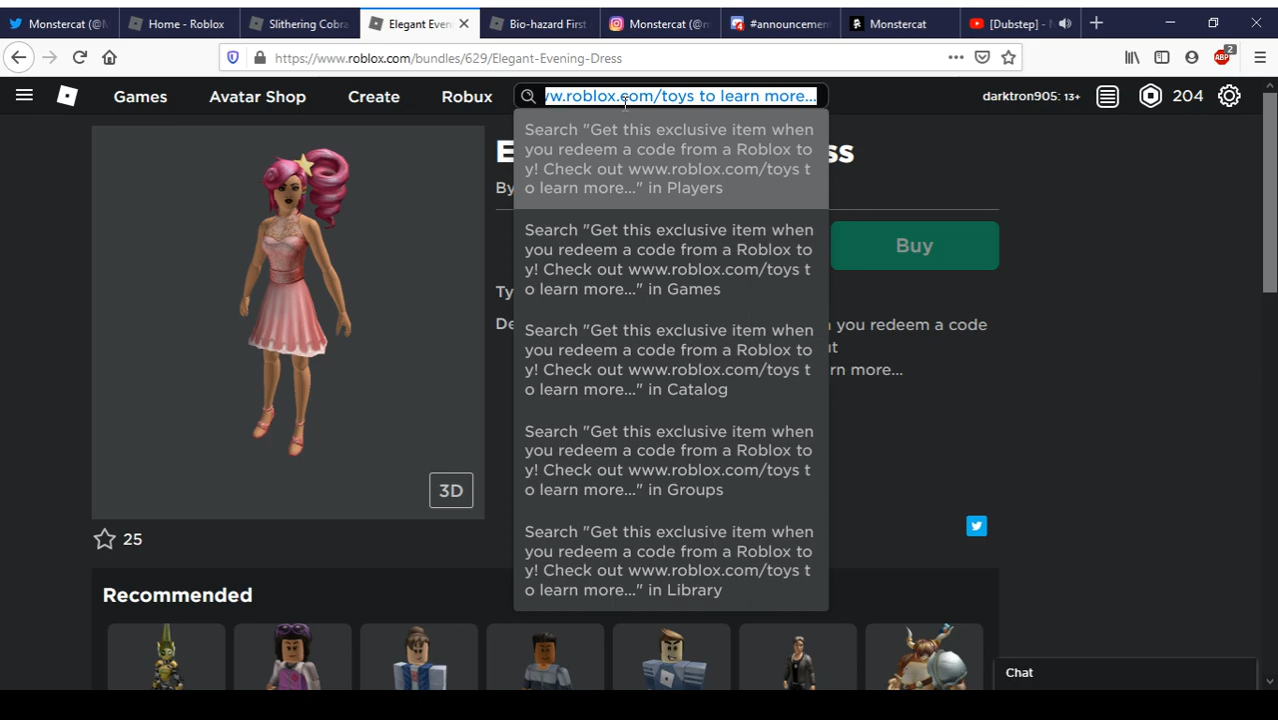 Monstercat (@
Home - Roblox
Slithering Cobra
Elegant Even
Bio-hazard First
Monstercat (@m
#announcemen
Monstercat
[Dubstep] -
2
https://www.roblox.com/bundles/629/Elegant-Evening-Dress
Games
Avatar Shop
Create
Robux
ww.roblox.com/toys to learn more...
darktron905: 13+
204
Search "Get this exclusive item when
you redeem a code from a Roblox to
y! Check out www.roblox.com/toys t
o learn more..." in Players
Search "Get this exclusive item when
you redeem a code from a Roblox to
y! Check out www.roblox.com/toys t
o learn more..." in Games
Search "Get this exclusive item when
you redeem a code from a Roblox to
y! Check out www.roblox.com/toys t
o learn more..." in Catalog
Search "Get this exclusive item when
you redeem a code from a Roblox to
y! Check out www.roblox.com/toys t
o learn more..." in Groups
Search "Get this exclusive item when
you redeem a code from a Roblox to
y! Check out www.roblox.com/toys t
o learn more..." in Library
E
ss
By
Buy
Ty
De
you redeem a code
ut
rn more...
3D
25
Recommended
Chat